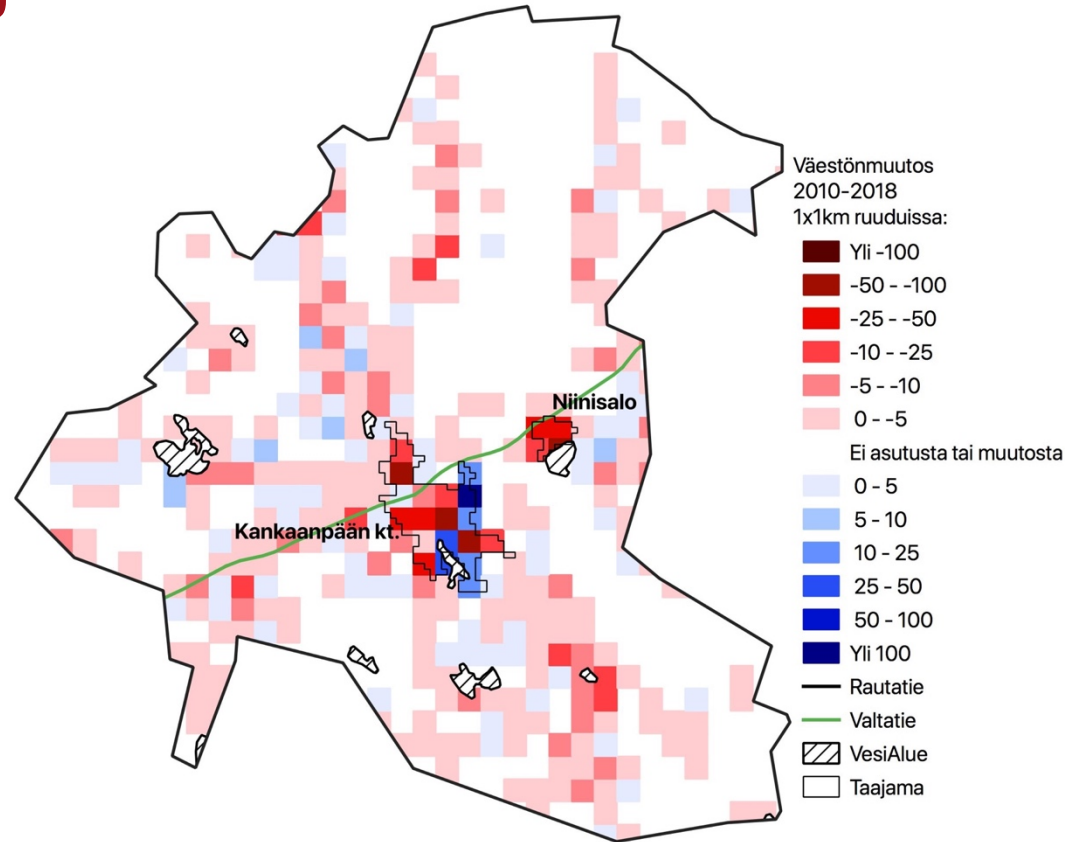 Väestönmuutos
2010-2018
1x1km ruuduissa:
Yli -100
-50 - -100
-25 - -50
-10 - -25
-5 - -10
0 - -5
Ei asutusta tai muutosta
0 - 5
5 - 10
10 - 25
25 - 50
50 - 100
Yli 100
Rautatie
Valtatie
VesiAlue
Taajama
Niinisalo
Kankaanpään kt.